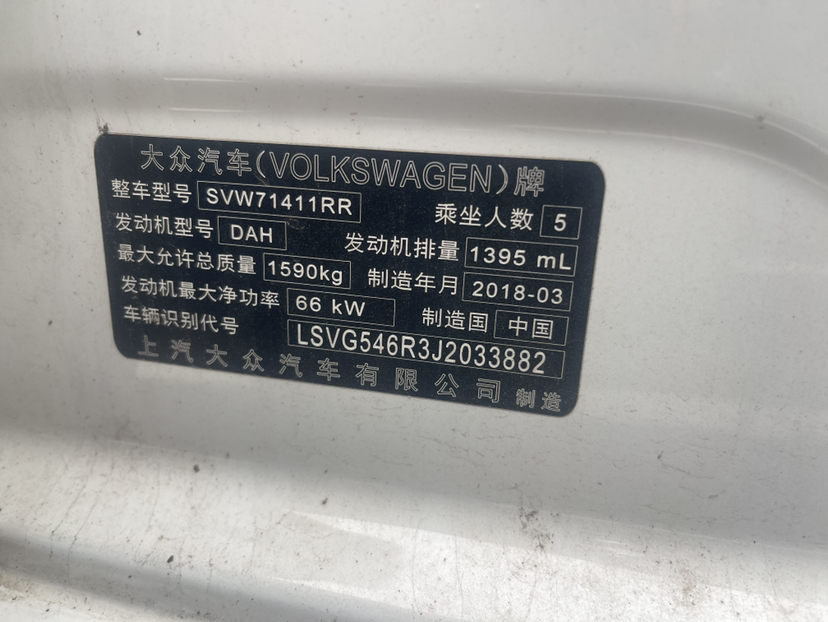 大众汽车(VOLKSWAGEN)牌
整车型号 SVW71411RR 乘坐人数 5
发动机型号 DAH 发动机排量 1395 mL
最大允许总质量 1590kg 制造年月 2018-03
发动机最大净功率 66 kW 制造国 中国
车辆识别代号 LSVG546R3J2033882
上汽大众汽车有限公司 制造